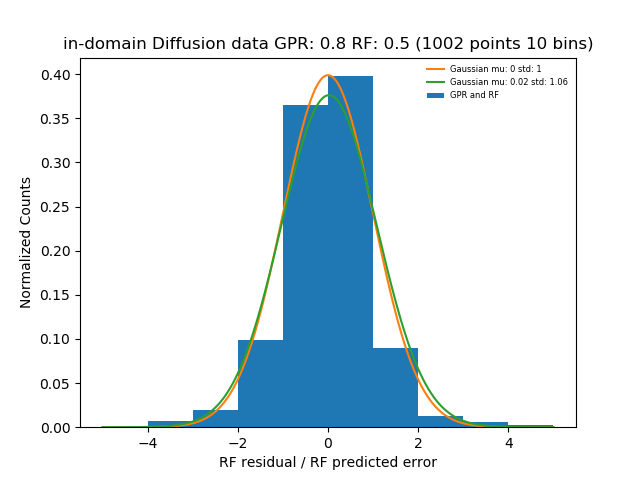 in-domain Diffusion data GPR: 0.8 RF: 0.5 (1002 points 10 bins)
Gaussian mu: 0 std: 1
Gaussian mu: 0.02 std: 1.06
GPR and RF
Normalized Counts
0.40
0.35
0.30
0.25
0.20
0.15
0.10
0.05
0.00
−4
−2
0
2
4
RF residual / RF predicted error